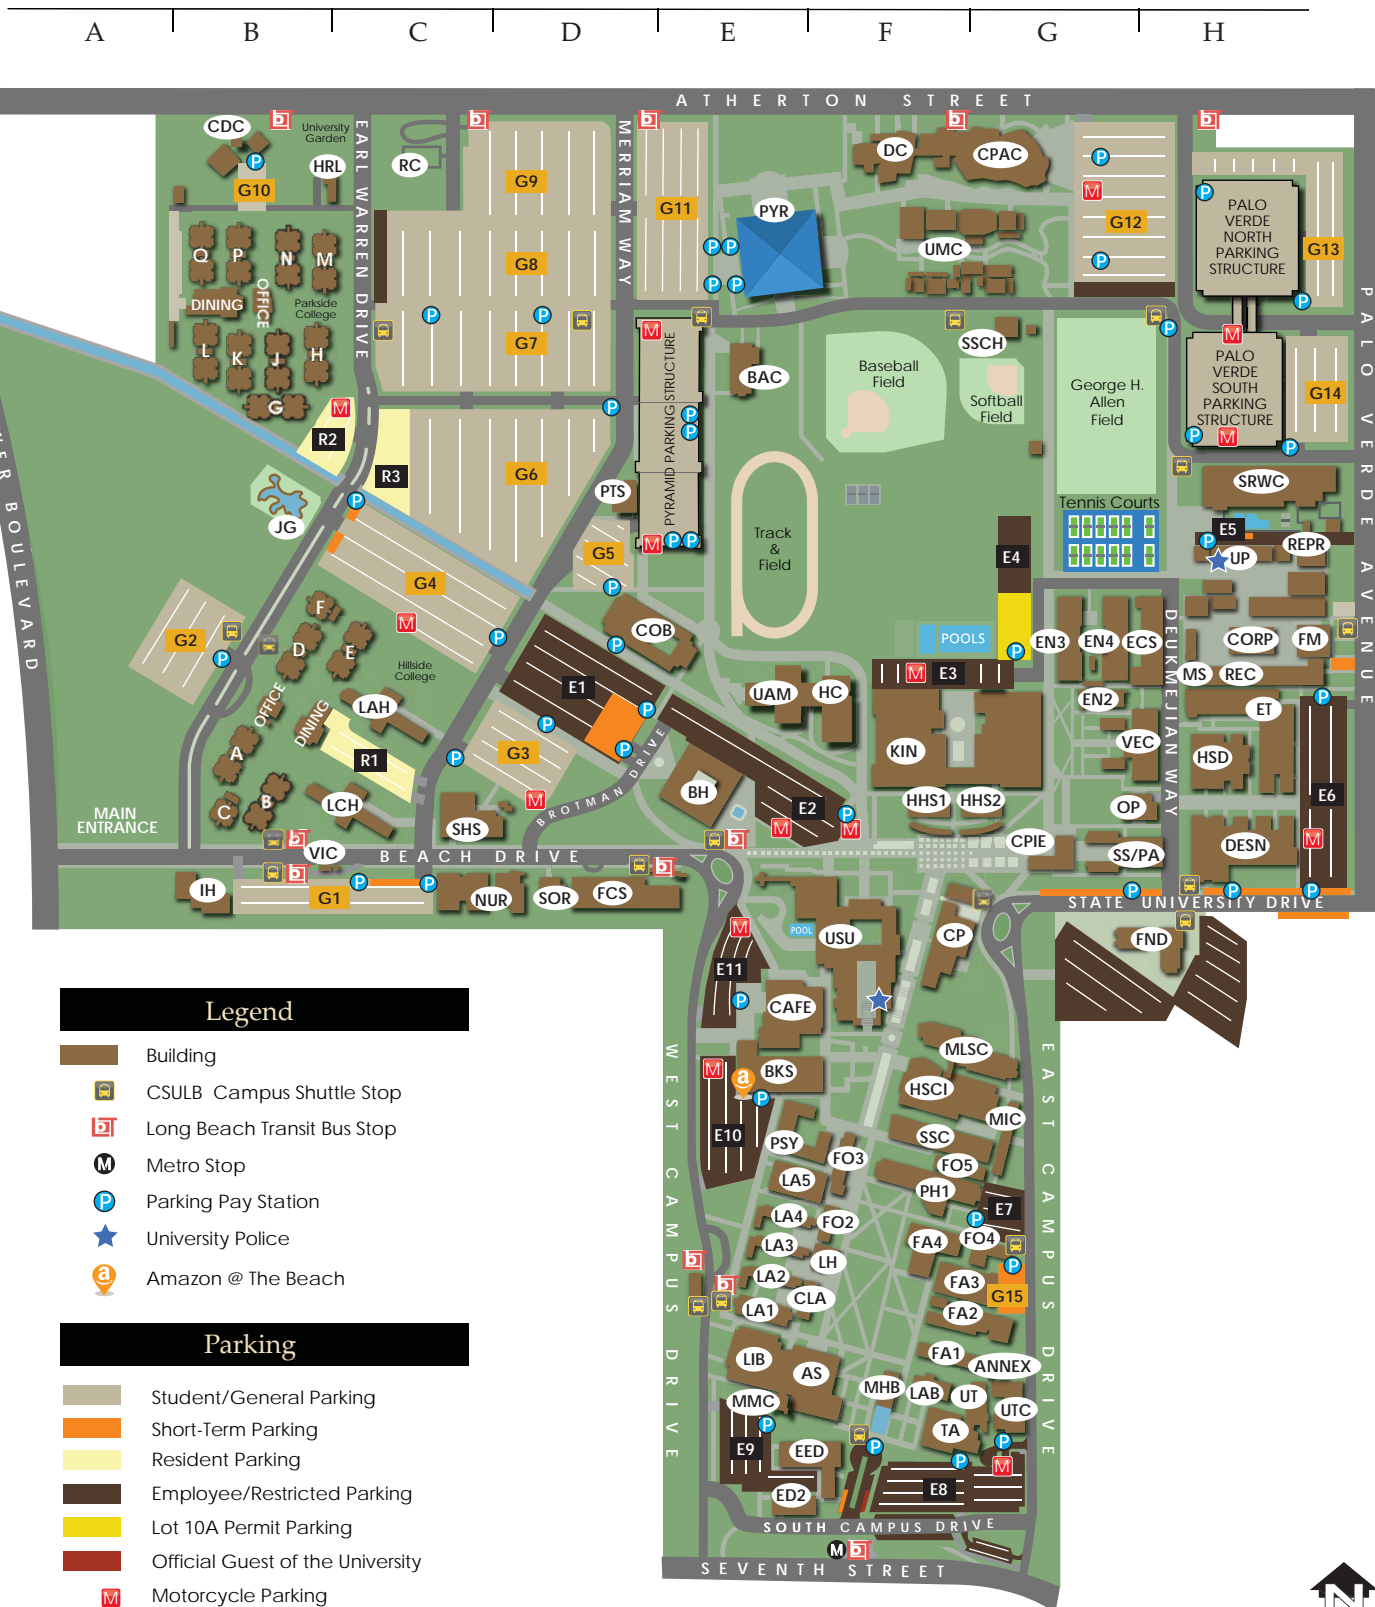 A B C D E F G H
ATHERTON STREET
CDC
University
Garden
HRL
RC
EARL WARREN DRIVE
MERRIAM WAY
G10
G9
G11
PYR
DC
CPAC
UMC
G12
PALO
VERDE
NORTH
PARKING
STRUCTURE
G13
Q
P
N
M
DINING
OFFICE
Parkside
College
L
K
J
H
G
G8
G7
PYRAMID PARKING STRUCTURE
BAC
Baseball
Field
SSCH
Softball
Field
George H.
Allen
Field
PALO
VERDE
SOUTH
PARKING
STRUCTURE
G14
PALO VERDE AVENUE
R2
R3
G6
PTS
JG
G5
Track
&
Field
Tennis Courts
SRWC
E5
UP
REPR
E4
G4
G2
F
D
E
Hillside
College
COB
POOLS
EN3
EN4
ECS
DEUKMEJIAN WAY
CORP
FM
MS
REC
E3
E1
LAH
OFFICE
DINING
A
B
C
R1
LCH
G3
SHS
BROTMAN DRIVE
UAM
HC
KIN
EN2
VEC
ET
HSD
BH
E2
HHS1
HHS2
OP
E6
CPIE
SS/PA
DESN
VER BOULEVARD
MAIN
ENTRANCE
VIC
BEACH DRIVE
IH
G1
NUR
SOR
FCS
STATE UNIVERSITY DRIVE
POOL
USU
CP
FND
E11
CAFE
WEST CAMPUS DRIVE
EAST CAMPUS DRIVE
BKS
MLSC
HSCI
MIC
E10
PSY
FO3
SSC
FO5
LA5
PH1
E7
LA4
FO2
FA4
FO4
LA3
LH
LA2
CLA
FA3
G15
LA1
FA2
LIB
AS
FA1
ANNEX
MMC
MHB
LAB
UT
UTC
TA
E9
EED
E8
ED2
SOUTH CAMPUS DRIVE
M
SEVENTH STREET
Legend
Building
CSULB Campus Shuttle Stop
Long Beach Transit Bus Stop
Metro Stop
Parking Pay Station
University Police
Amazon @ The Beach
Parking
Student/General Parking
Short-Term Parking
Resident Parking
Employee/Restricted Parking
Lot 10A Permit Parking
Official Guest of the University
Motorcycle Parking
N